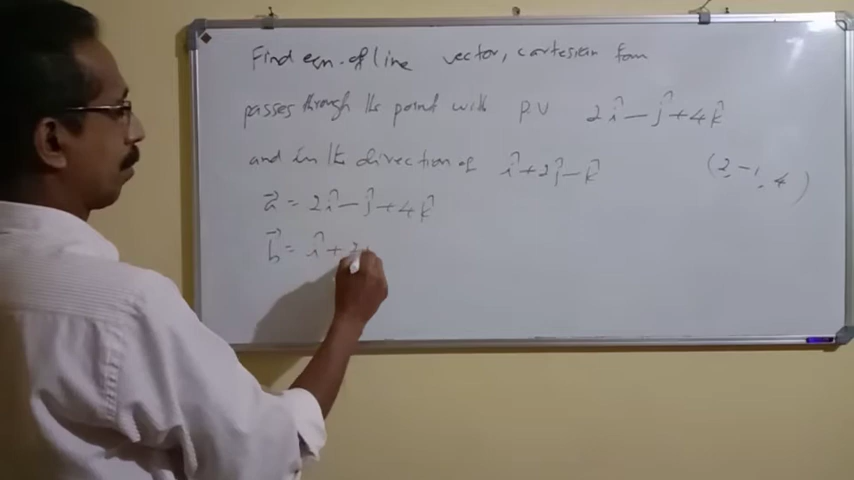 Find eqn. of line vector, cartesian form
passes through the point with P V 2î − ĵ + 4k̂
and in the direction of î + 2ĵ − k̂
(2, −1, 4)
a⃗ = 2î − ĵ + 4k̂
b⃗ = î + 2